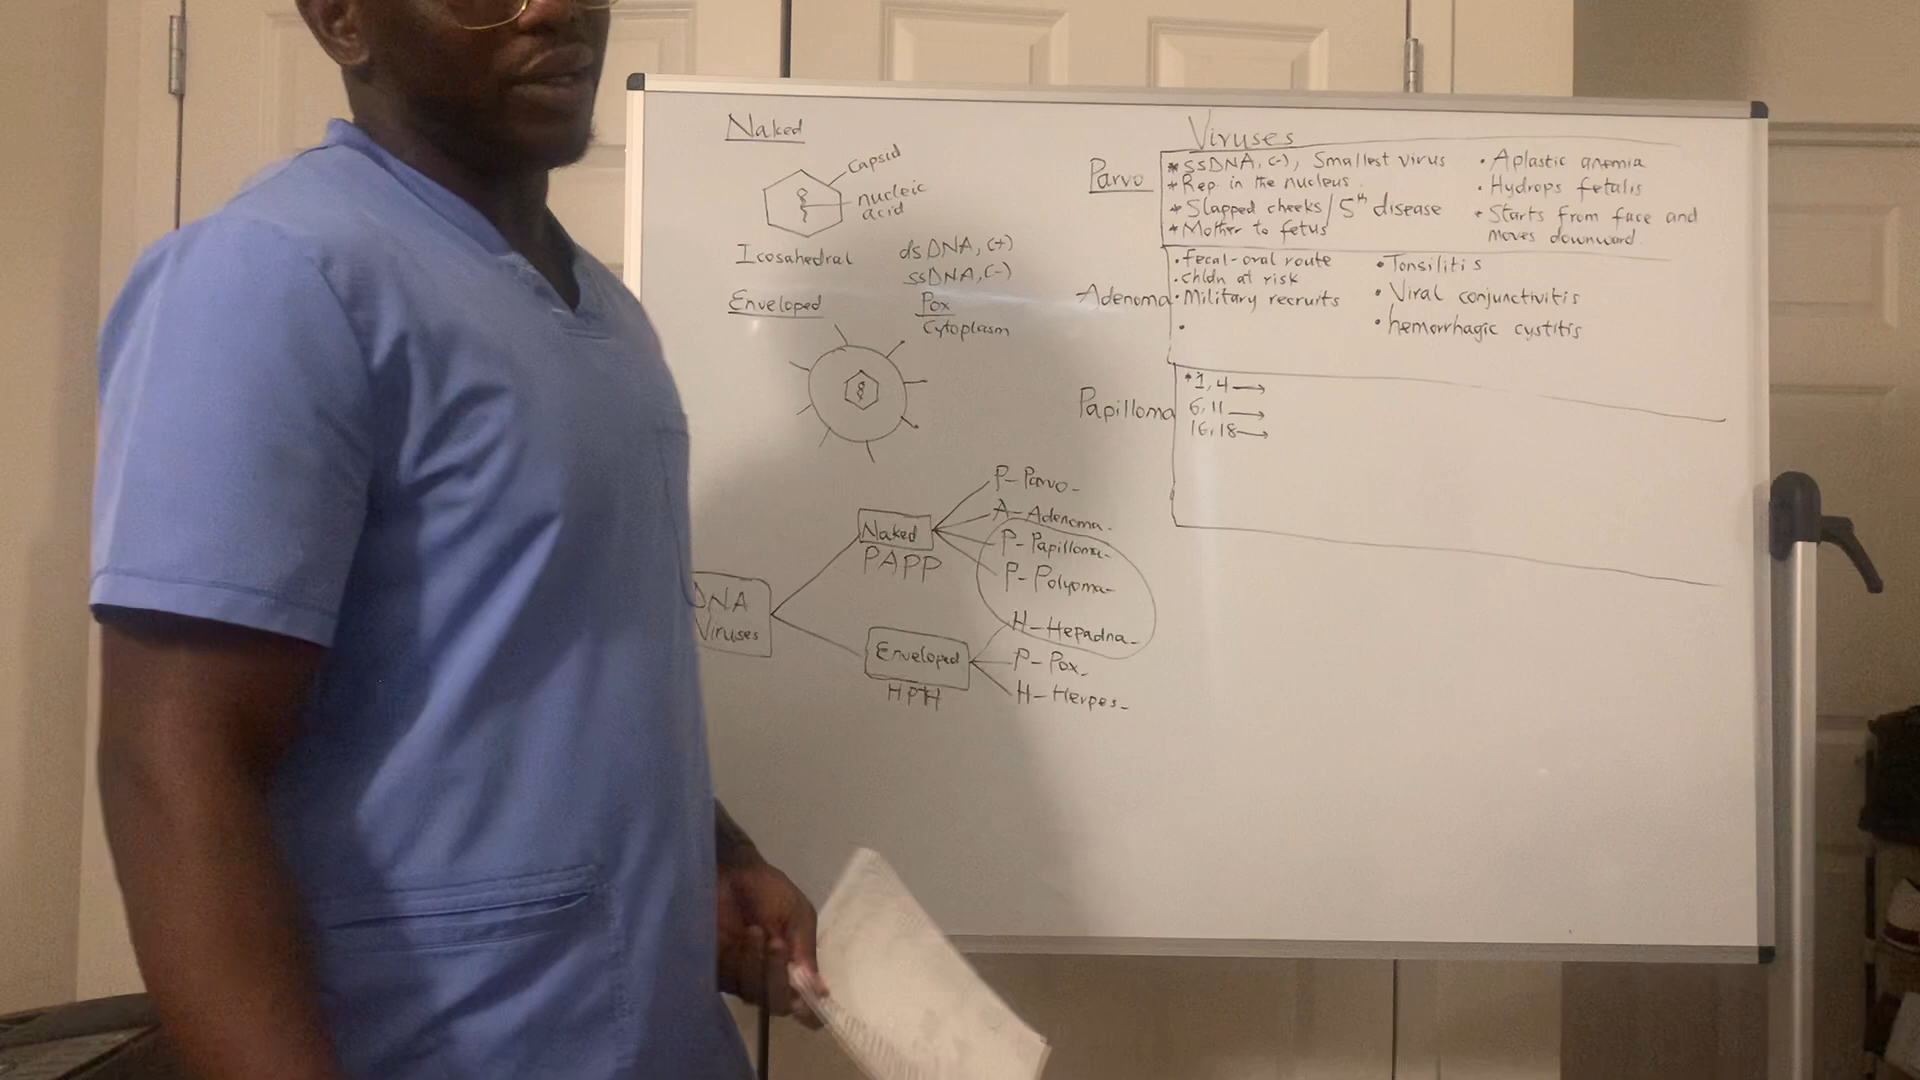 Naked
Capsid
nucleic
acid
Icosahedral
dsDNA, (+)
ssDNA, (-)
Enveloped
Pox
Cytoplasm
DNA
Viruses
Naked
PAPP
P- Parvo-
A- Adenoma-
P- Papilloma-
P- Polyoma-
Enveloped
HPH
H- Hepadna-
P- Pox-
H- Herpes-
Viruses
Parvo
* ssDNA, (-), Smallest virus
* Rep. in the nucleus.
* Slapped cheeks / 5th disease
* Mother to fetus
• Aplastic anemia
• Hydrops fetalis
• Starts from face and
moves downward.
Adenoma
• fecal-oral route
• chldn at risk
• Military recruits
•
• Tonsilitis
• Viral conjunctivitis
• hemorrhagic cystitis
Papilloma
* 1, 4 →
6, 11 →
16, 18 →